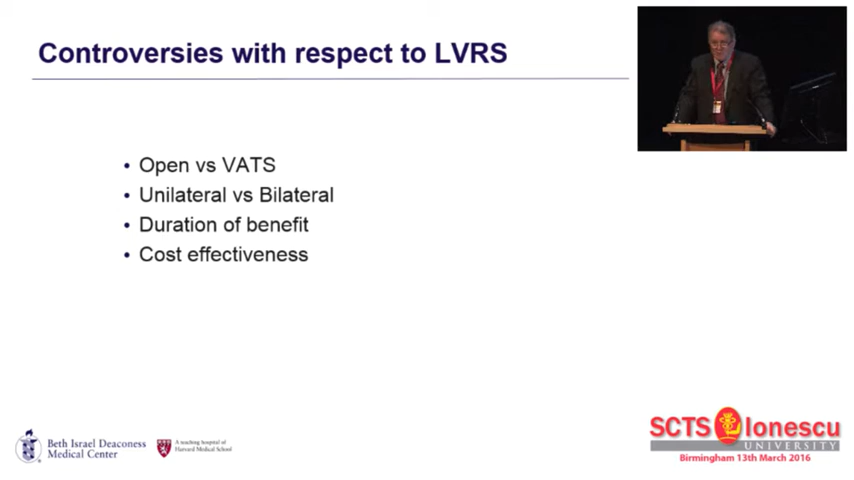 Controversies with respect to LVRS
• Open vs VATS
• Unilateral vs Bilateral
• Duration of benefit
• Cost effectiveness
Beth Israel Deaconess
Medical Center
A teaching hospital of
Harvard Medical School
SCTS Ionescu
UNIVERSITY
Birmingham 13th March 2016